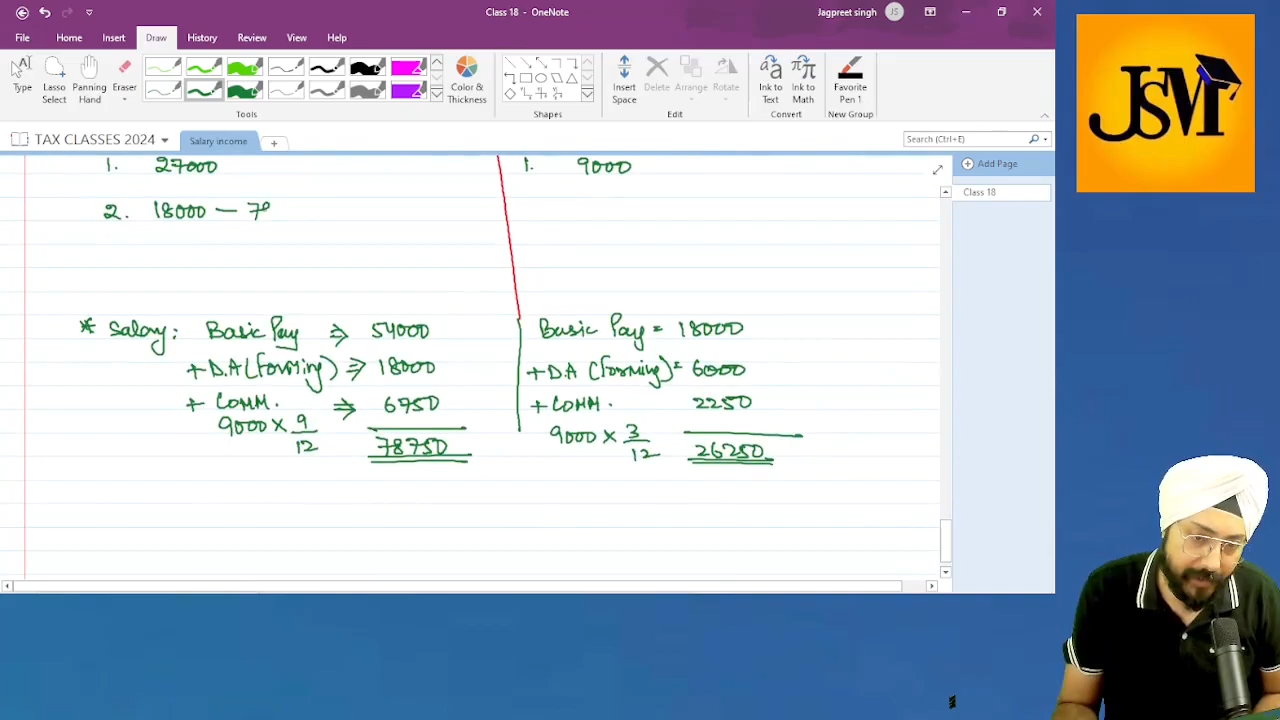 Class 18 - OneNote
Jagpreet singh JS
File Home Insert Draw History Review View Help
Type
Lasso Select
Panning Hand
Eraser
Color & Thickness
Insert Space
Delete
Arrange
Rotate
Ink to Text
Ink to Math
Favorite Pen 1
Tools
Shapes
Edit
Convert
New Group
TAX CLASSES 2024
Salary income
Search (Ctrl+E)
Add Page
Class 18
JSM
1. 27000
2. 18000 — 78
1. 9000
* Salary: Basic Pay ⇒ 54000
+ D.A (Forming) ⇒ 18000
+ COMM. ⇒ 6750
9000 × 9/12
78750
Basic Pay = 18000
+ D.A (Forming) = 6000
+ COMM. 2250
9000 × 3/12
26250